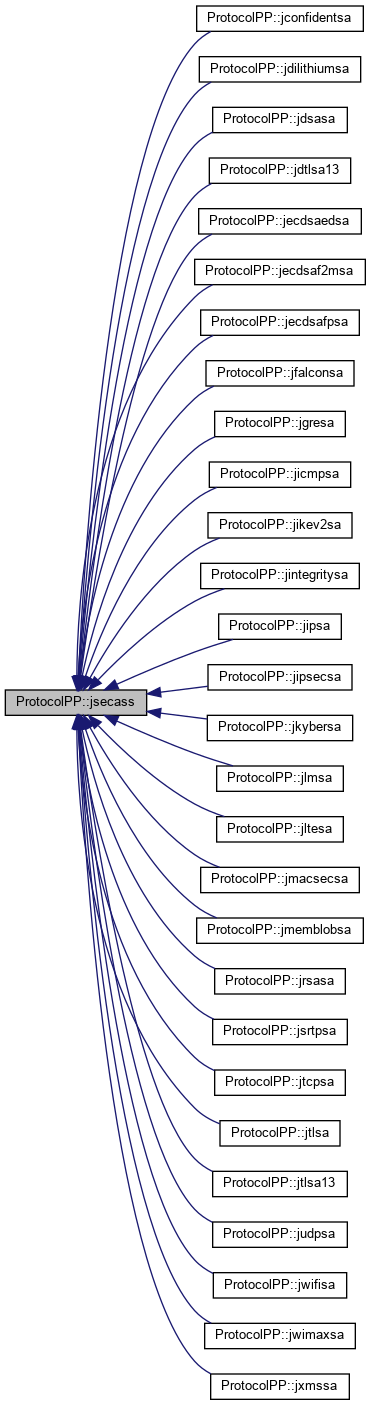 ProtocolPP::jconfidentsa
ProtocolPP::jdilithiumsa
ProtocolPP::jdsasa
ProtocolPP::jdtlsa13
ProtocolPP::jecdsaedsa
ProtocolPP::jecdsaf2msa
ProtocolPP::jecdsafpsa
ProtocolPP::jfalconsa
ProtocolPP::jgresa
ProtocolPP::jicmpsa
ProtocolPP::jikev2sa
ProtocolPP::jintegritysa
ProtocolPP::jipsa
ProtocolPP::jipsecsa
ProtocolPP::jsecass
ProtocolPP::jkybersa
ProtocolPP::jlmsa
ProtocolPP::jltesa
ProtocolPP::jmacsecsa
ProtocolPP::jmemblobsa
ProtocolPP::jrsasa
ProtocolPP::jsrtpsa
ProtocolPP::jtcpsa
ProtocolPP::jtlsa
ProtocolPP::jtlsa13
ProtocolPP::judpsa
ProtocolPP::jwifisa
ProtocolPP::jwimaxsa
ProtocolPP::jxmssa